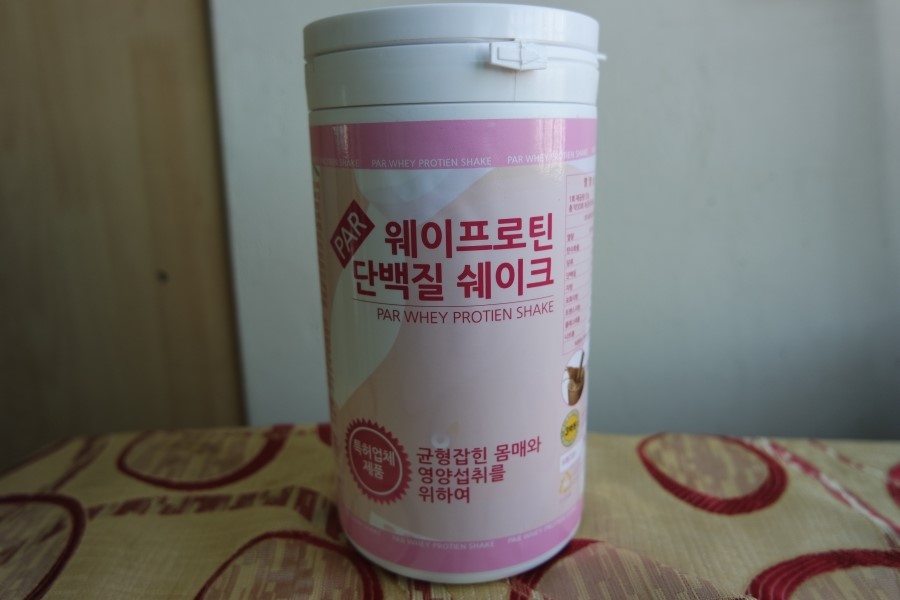 PAR WHEY PROTIEN SHAKE PAR WHEY PROTIEN SHAKE
PAR
웨이프로틴
단백질 쉐이크
PAR WHEY PROTIEN SHAKE
특허업체
제품
균형잡힌 몸매와
영양섭취를
위하여
PAR WHEY PROTIEN SHAKE PAR WHEY PROTIEN